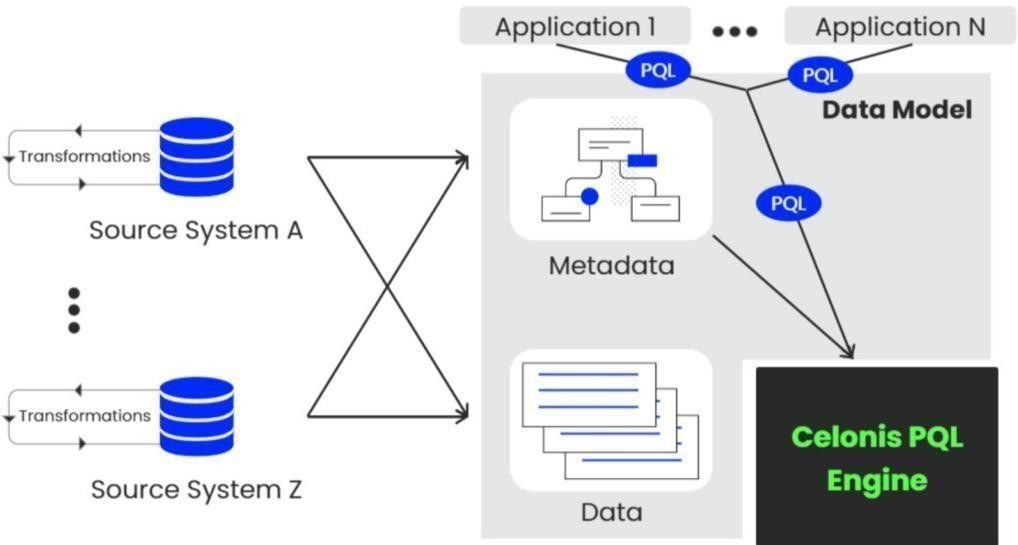 Application 1
Application N
PQL
PQL
Data Model
Transformations
Source System A
PQL
Metadata
Transformations
Source System Z
Data
Celonis PQL
Engine